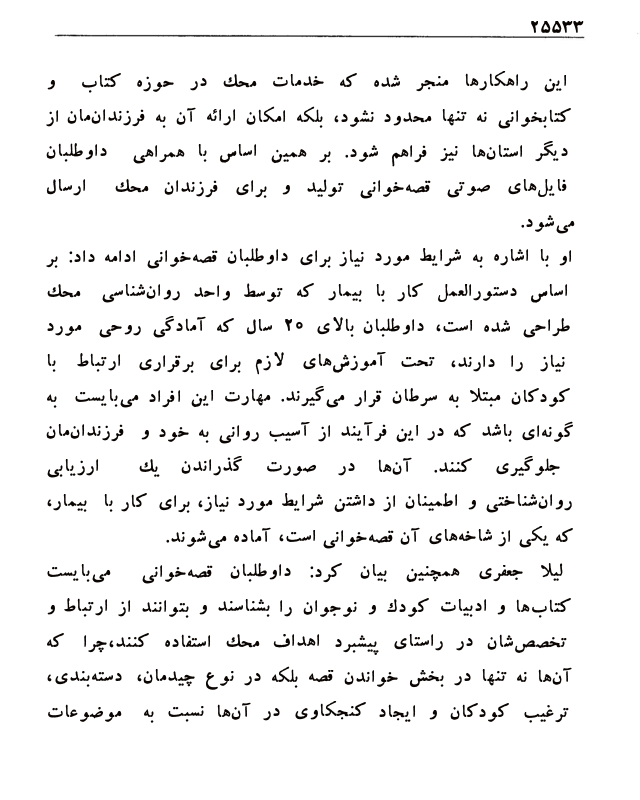 ۲۵۵۳۳
این راهکارها منجر شده که خدمات محك در حوزه کتاب و
کتابخوانی نه تنها محدود نشود، بلکه امکان ارائه آن به فرزندان‌مان از
دیگر استان‌ها نیز فراهم شود. بر همین اساس با همراهی داوطلبان
فایل‌های صوتی قصه‌خوانی تولید و برای فرزندان محك ارسال
می‌شود.
او با اشاره به شرایط مورد نیاز برای داوطلبان قصه‌خوانی ادامه داد: بر
اساس دستورالعمل کار با بیمار که توسط واحد روان‌شناسی محك
طراحی شده است، داوطلبان بالای ۲۰ سال که آمادگی روحی مورد
نیاز را دارند، تحت آموزش‌های لازم برای برقراری ارتباط با
کودکان مبتلا به سرطان قرار می‌گیرند. مهارت این افراد می‌بایست به
گونه‌ای باشد که در این فرآیند از آسیب روانی به خود و فرزندان‌مان
جلوگیری کنند. آن‌ها در صورت گذراندن يك ارزیابی
روان‌شناختی و اطمینان از داشتن شرایط مورد نیاز، برای کار با بیمار،
که یکی از شاخه‌های آن قصه‌خوانی است، آماده می‌شوند.
لیلا جعفری همچنین بیان کرد: داوطلبان قصه‌خوانی می‌بایست
کتاب‌ها و ادبیات کودك و نوجوان را بشناسند و بتوانند از ارتباط و
تخصص‌شان در راستای پیشبرد اهداف محك استفاده کنند،چرا که
آن‌ها نه تنها در بخش خواندن قصه بلکه در نوع چیدمان، دسته‌بندی،
ترغیب کودکان و ایجاد کنجکاوی در آن‌ها نسبت به موضوعات